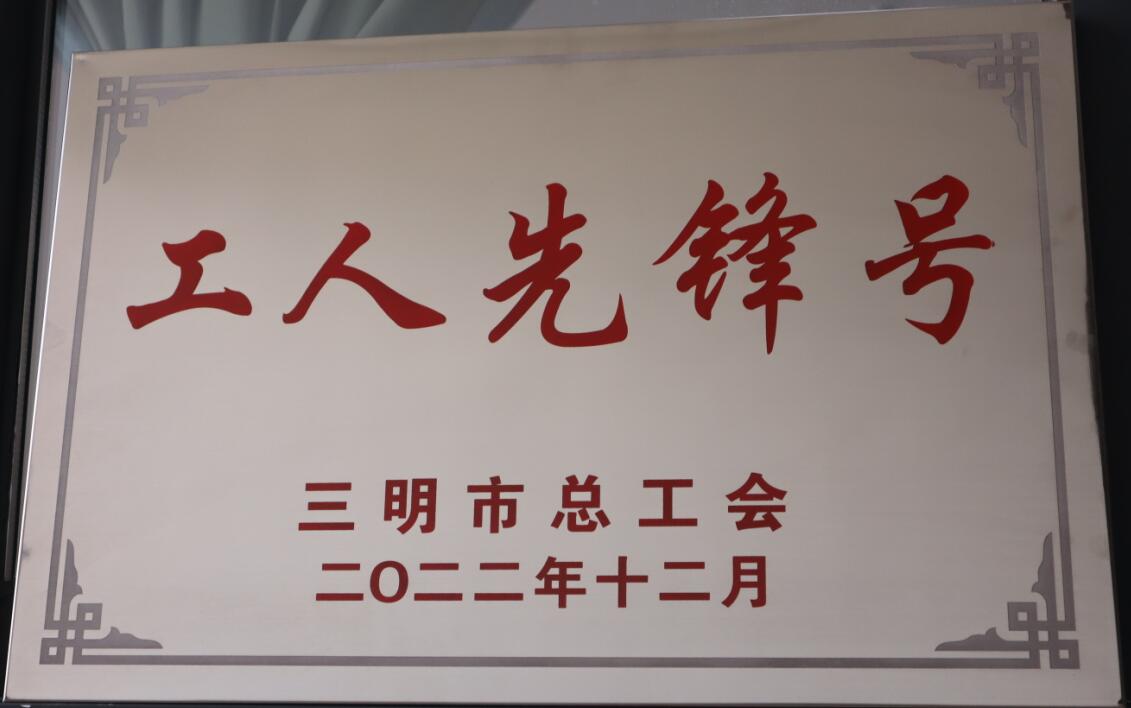 工人先锋号
三明市总工会
二〇二二年十二月